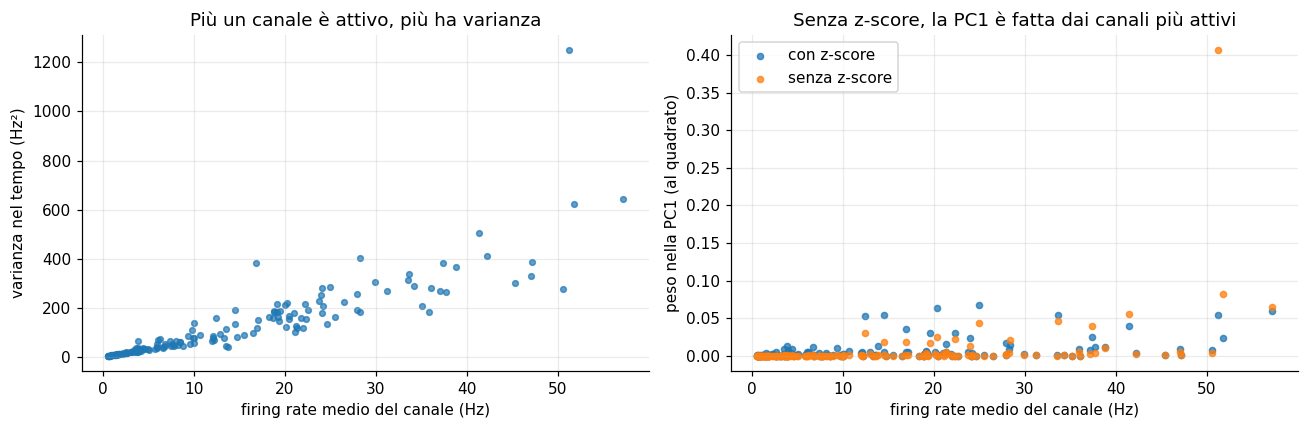 Più un canale è attivo, più ha varianza
varianza nel tempo (Hz²)
1200
1000
800
600
400
200
0
0 10 20 30 40 50
firing rate medio del canale (Hz)
Senza z-score, la PC1 è fatta dai canali più attivi
con z-score
senza z-score
peso nella PC1 (al quadrato)
0.40
0.35
0.30
0.25
0.20
0.15
0.10
0.05
0.00
0 10 20 30 40 50
firing rate medio del canale (Hz)